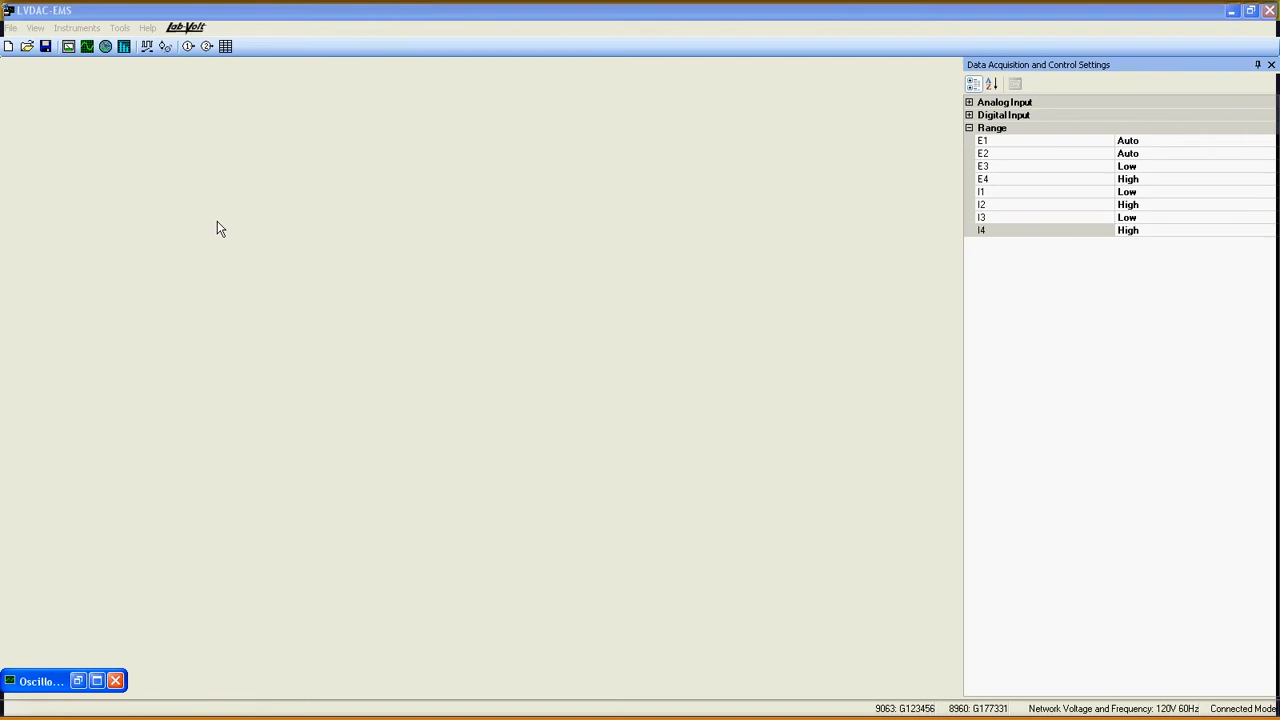 LVDAC-EMS
File View Instruments Tools Help Lab-Volt
1 2
Data Acquisition and Control Settings
Analog Input
Digital Input
Range
E1 Auto
E2 Auto
E3 Low
E4 High
I1 Low
I2 High
I3 Low
I4 High
Oscillo...
9063: G123456 8960: G177331 Network Voltage and Frequency: 120V 60Hz Connected Mode